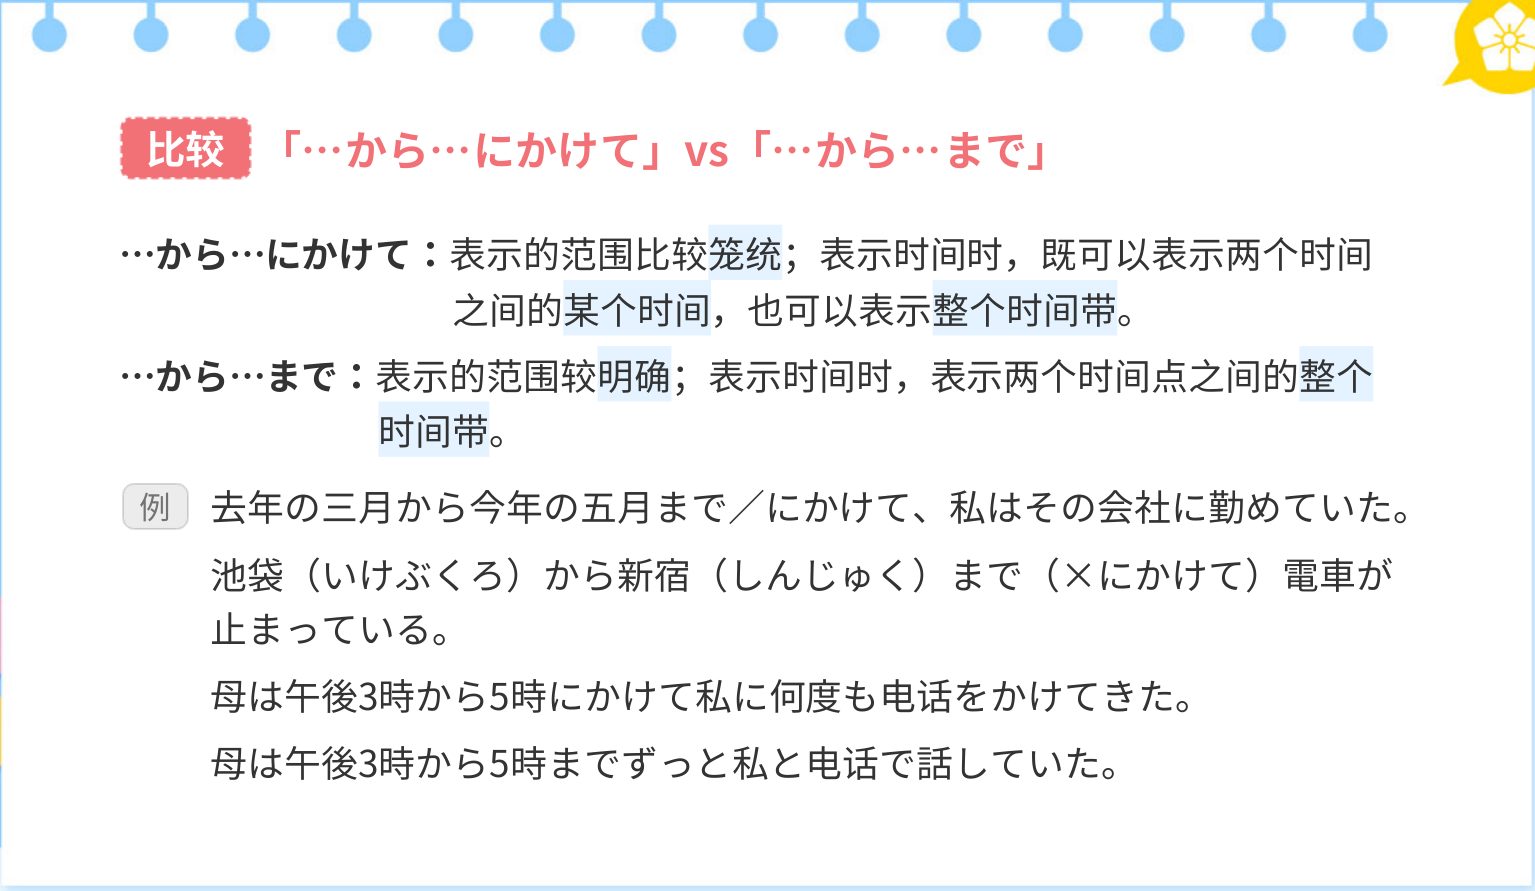 比较 「…から…にかけて」vs「…から…まで」
…から…にかけて：表示的范围比较笼统；表示时间时，既可以表示两个时间
之间的某个时间，也可以表示整个时间带。
…から…まで：表示的范围较明确；表示时间时，表示两个时间点之间的整个
时间带。
例 去年の三月から今年の五月まで／にかけて、私はその会社に勤めていた。
池袋（いけぶくろ）から新宿（しんじゅく）まで（×にかけて）電車が
止まっている。
母は午後3時から5時にかけて私に何度も电话をかけてきた。
母は午後3時から5時までずっと私と电话で話していた。